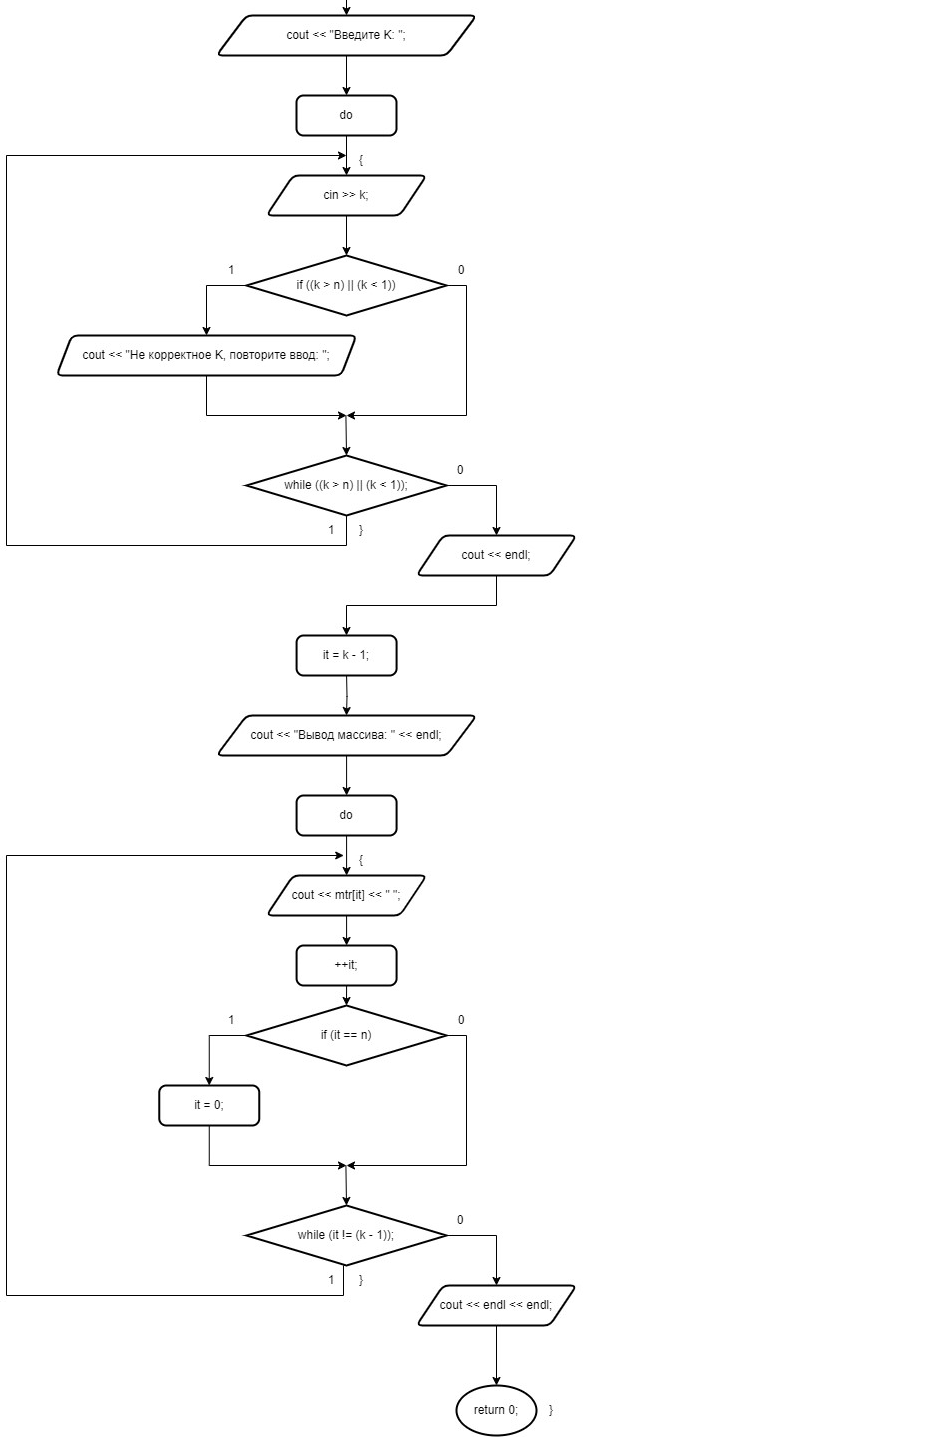 cout << "Введите K: ";
do
{
cin >> k;
1
0
if ((k > n) || (k < 1))
cout << "Не корректное K, повторите ввод: ";
0
while ((k > n) || (k < 1));
1
}
cout << endl;
it = k - 1;
cout << "Вывод массива: " << endl;
do
{
cout << mtr[it] << " ";
++it;
1
0
if (it == n)
it = 0;
0
while (it != (k - 1));
1
}
cout << endl << endl;
return 0;
}